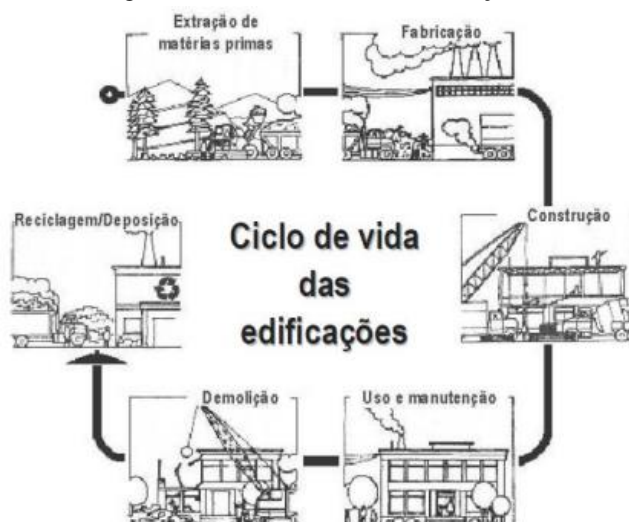 Extração de
matérias primas
Fabricação
Reciclagem/Deposição
Construção
Ciclo de vida
das
edificações
Demolição
Uso e manutenção